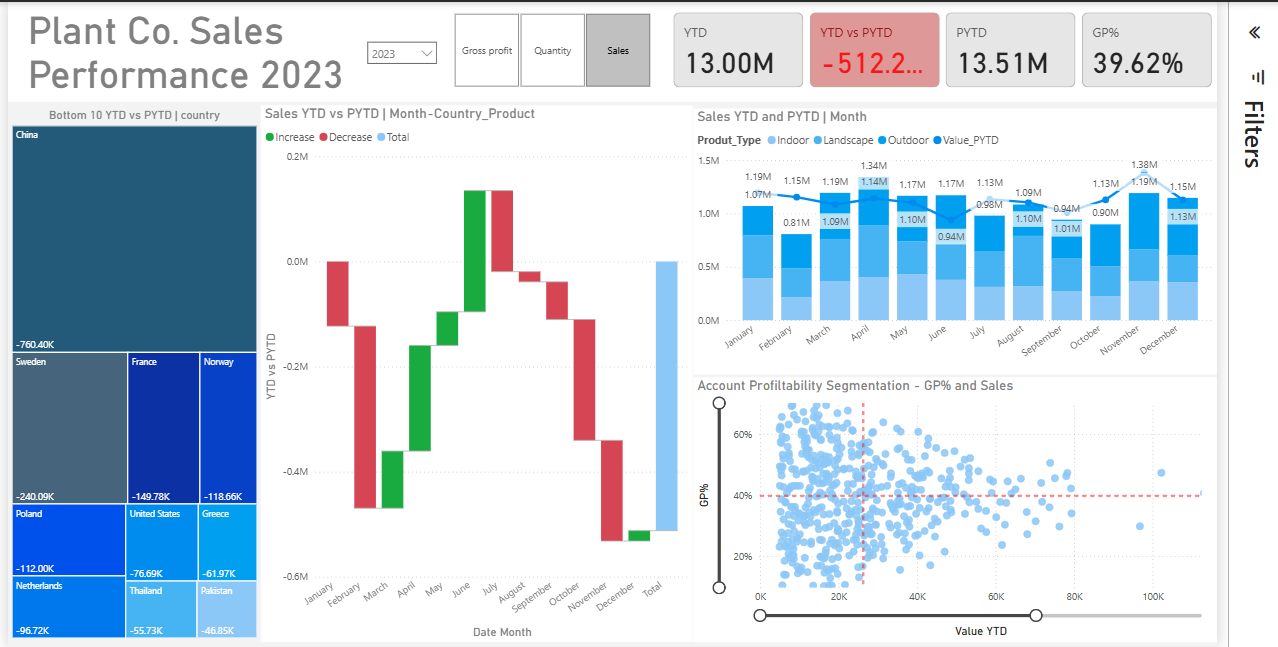 Plant Co. Sales
Performance 2023
2023
Gross profit
Quantity
Sales
YTD
13.00M
YTD vs PYTD
-512.2...
PYTD
13.51M
GP%
39.62%
Filters
Bottom 10 YTD vs PYTD | country
China
-760.40K
Sweden
-240.09K
France
-149.78K
Norway
-118.66K
Poland
-112.00K
United States
-76.69K
Greece
-61.97K
Netherlands
-96.72K
Thailand
-55.73K
Pakistan
-46.85K
Sales YTD vs PYTD | Month-Country_Product
Increase Decrease Total
YTD vs PYTD
0.2M
0.0M
-0.2M
-0.4M
-0.6M
January
February
March
April
May
June
July
August
September
October
November
December
Total
Date Month
Sales YTD and PYTD | Month
Produt_Type Indoor Landscape Outdoor Value_PYTD
1.5M
1.0M
0.5M
0.0M
1.19M
1.07M
1.15M
0.81M
1.19M
1.09M
1.34M
1.14M
1.17M
1.10M
1.17M
0.94M
1.13M
0.98M
1.09M
1.10M
0.94M
1.01M
1.13M
0.90M
1.38M
1.19M
1.15M
1.13M
January
February
March
April
May
June
July
August
September
October
November
December
Account Profiltability Segmentation - GP% and Sales
GP%
60%
40%
20%
0K
20K
40K
60K
80K
100K
Value YTD